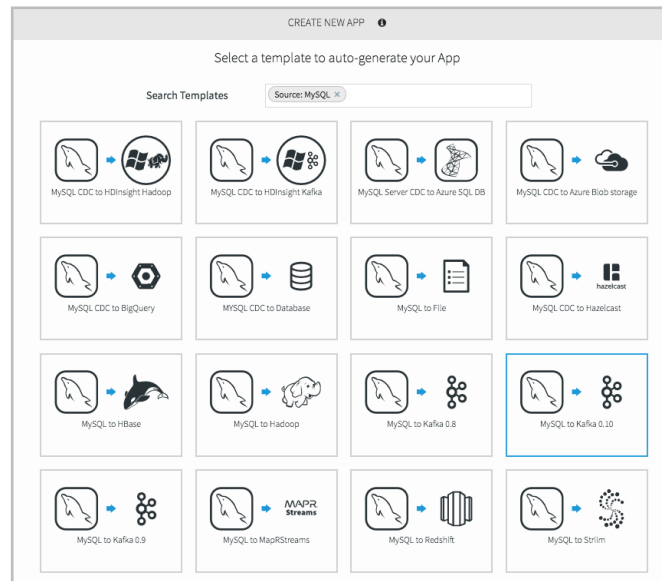 CREATE NEW APP
Select a template to auto-generate your App
Search Templates
Source: MySQL ×
MySQL CDC to HDInsight Hadoop
MySQL CDC to HDInsight Kafka
MySQL Server CDC to Azure SQL DB
MySQL CDC to Azure Blob storage
MySQL CDC to BigQuery
MYSQL CDC to Database
MySQL to File
hazelcast
MySQL CDC to Hazelcast
MySQL to HBase
MySQL to Hadoop
MySQL to Kafka 0.8
MySQL to Kafka 0.10
MySQL to Kafka 0.9
MAPR
Streams
MySQL to MapRStreams
MySQL to Redshift
MySQL to Striim